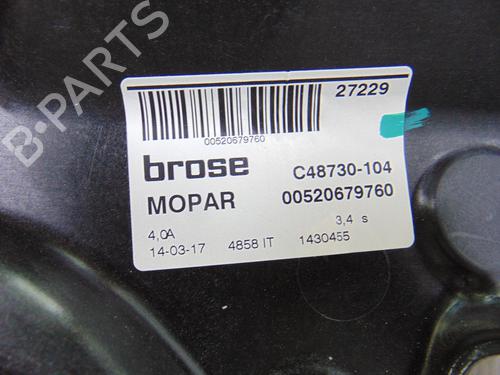 B-PARTS
27229
00520679760
brose C48730-104
MOPAR 00520679760
4,0A 3,4 s
14-03-17 4858 IT 1430455